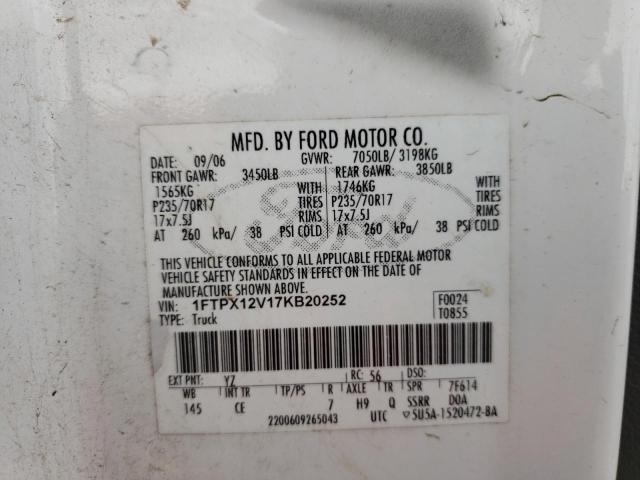 MFD. BY FORD MOTOR CO.
DATE: 09/06 GVWR: 7050LB/ 3198KG
FRONT GAWR: 3450LB REAR GAWR: 3850LB
1565KG WITH 1746KG WITH
P235/70R17 TIRES P235/70R17 TIRES
17x7.5J RIMS 17x7.5J RIMS
AT 260 kPa/ 38 PSI COLD AT 260 kPa/ 38 PSI COLD
Ford
THIS VEHICLE CONFORMS TO ALL APPLICABLE FEDERAL MOTOR
VEHICLE SAFETY STANDARDS IN EFFECT ON THE DATE OF
MANUFACTURE SHOWN ABOVE.
VIN: 1FTPX12V17KB20252 F0024
TYPE: Truck T0855
EXT PNT: YZ RC: 56 DSO:
WB INT TR TP/PS R AXLE TR SPR 7F614
145 CE 7 H9 Q SSRR DOA
2200609265043 UTC 5U5A-1520472-BA